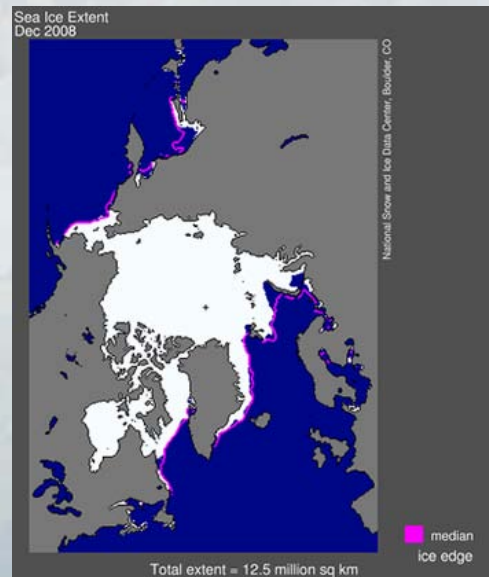 Sea Ice Extent
Dec 2008
National Snow and Ice Data Center, Boulder, CO
median
ice edge
Total extent = 12.5 million sq km